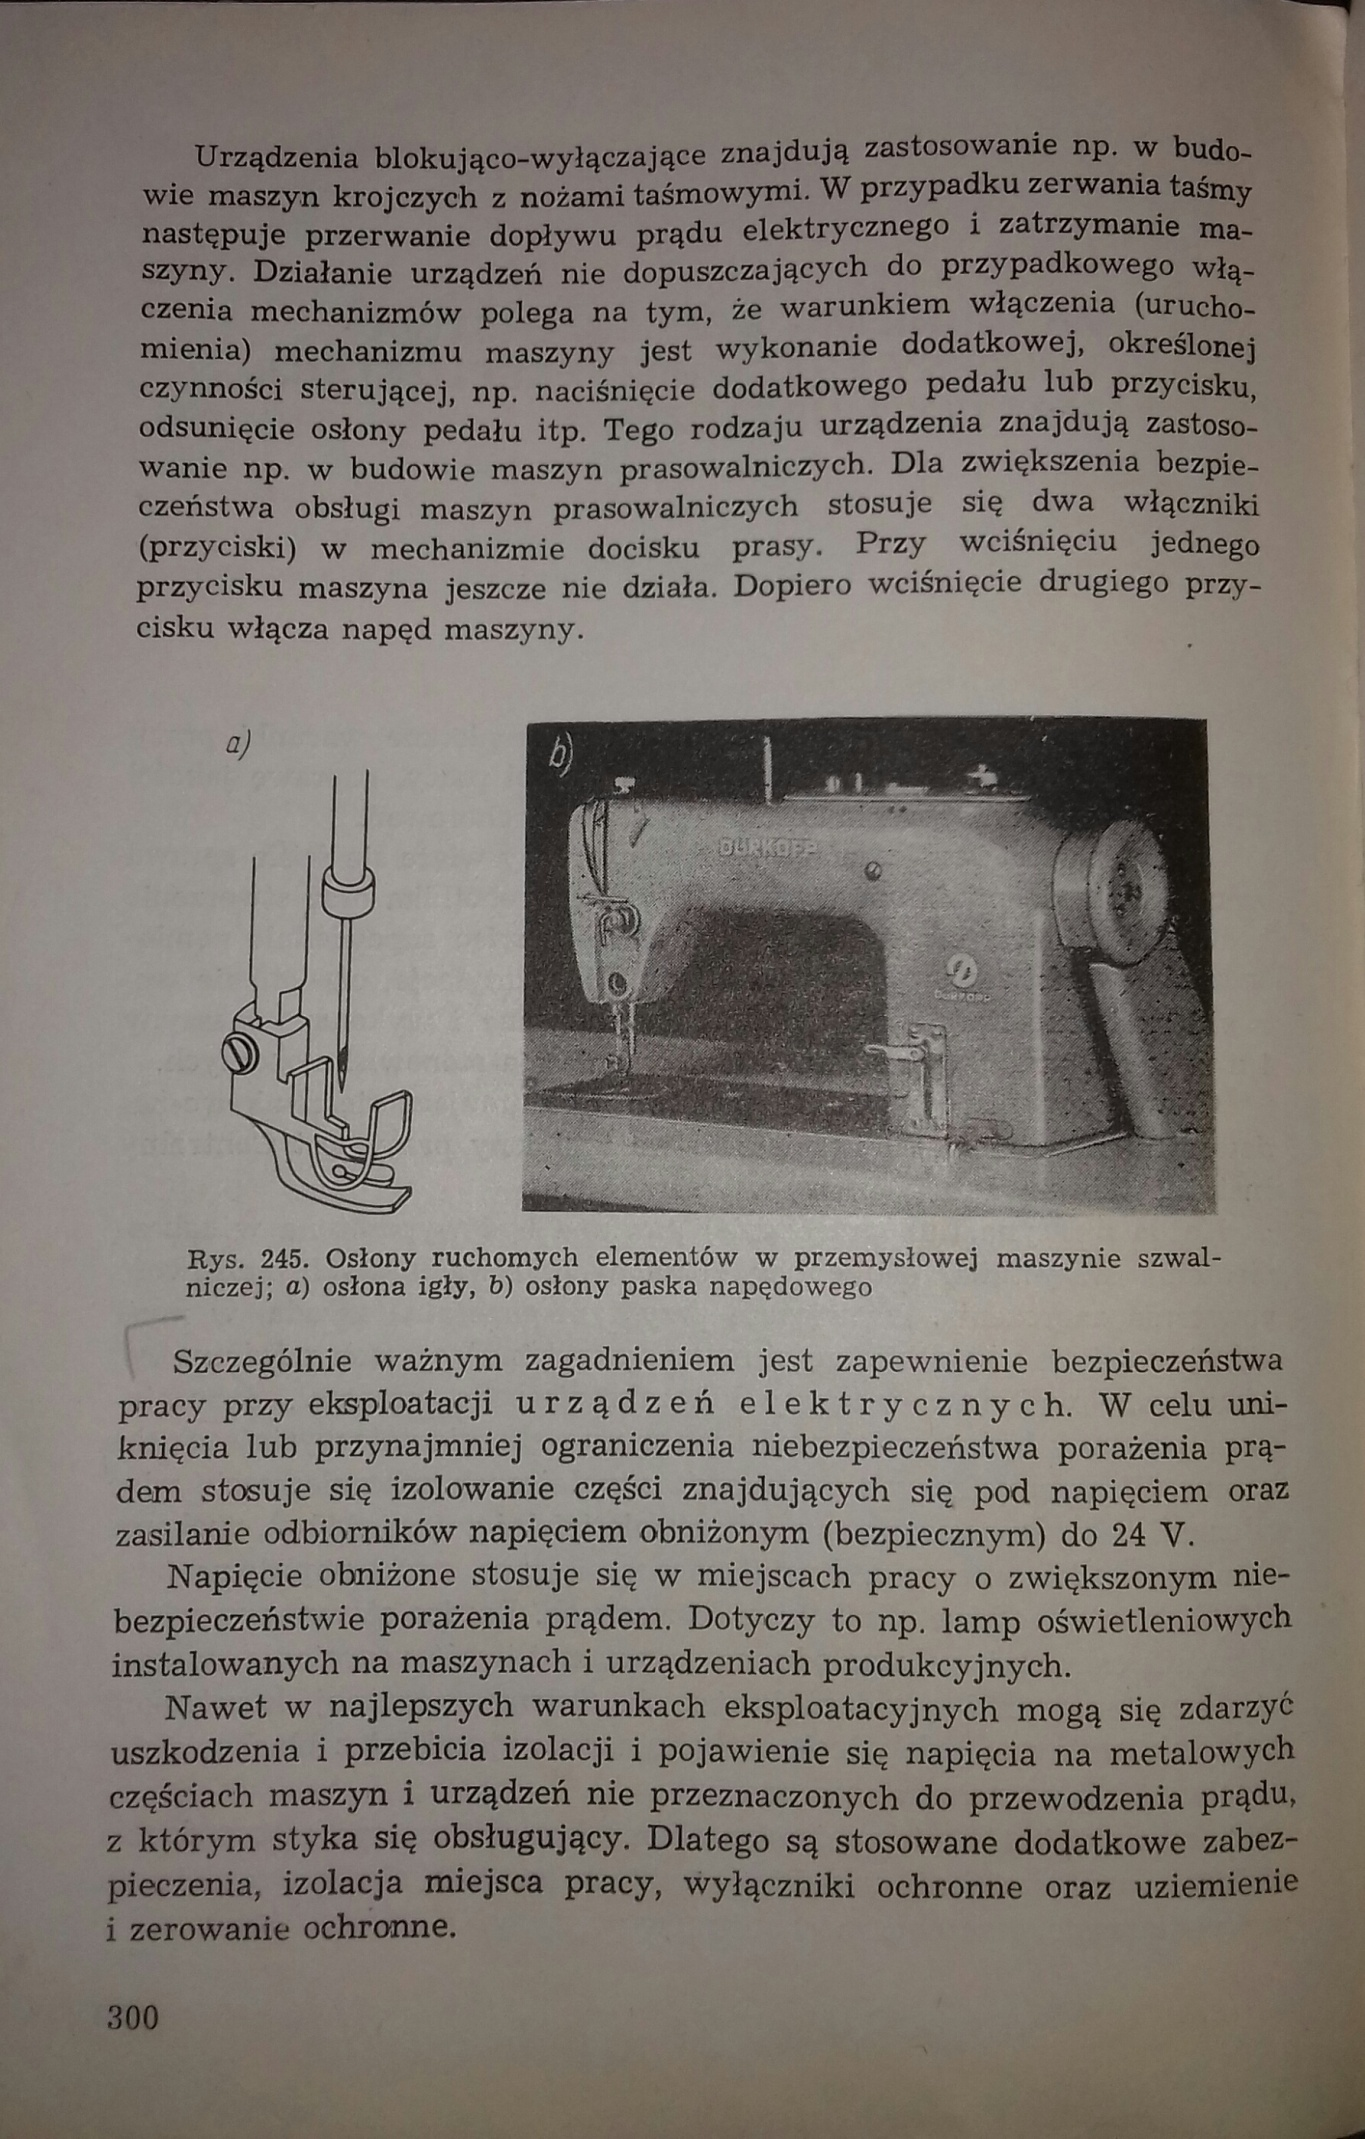 Urządzenia blokująco-wyłączające znajdują zastosowanie np. w budo-
wie maszyn krojczych z nożami taśmowymi. W przypadku zerwania taśmy
następuje przerwanie dopływu prądu elektrycznego i zatrzymanie ma-
szyny. Działanie urządzeń nie dopuszczających do przypadkowego włą-
czenia mechanizmów polega na tym, że warunkiem włączenia (urucho-
mienia) mechanizmu maszyny jest wykonanie dodatkowej, określonej
czynności sterującej, np. naciśnięcie dodatkowego pedału lub przycisku,
odsunięcie osłony pedału itp. Tego rodzaju urządzenia znajdują zastoso-
wanie np. w budowie maszyn prasowalniczych. Dla zwiększenia bezpie-
czeństwa obsługi maszyn prasowalniczych stosuje się dwa włączniki
(przyciski) w mechanizmie docisku prasy. Przy wciśnięciu jednego
przycisku maszyna jeszcze nie działa. Dopiero wciśnięcie drugiego przy-
cisku włącza napęd maszyny.
a)
b)
DURKOPP
DURKOPP
Rys. 245. Osłony ruchomych elementów w przemysłowej maszynie szwal-
niczej; a) osłona igły, b) osłony paska napędowego
Szczególnie ważnym zagadnieniem jest zapewnienie bezpieczeństwa
pracy przy eksploatacji urządzeń elektrycznych. W celu uni-
knięcia lub przynajmniej ograniczenia niebezpieczeństwa porażenia prą-
dem stosuje się izolowanie części znajdujących się pod napięciem oraz
zasilanie odbiorników napięciem obniżonym (bezpiecznym) do 24 V.
Napięcie obniżone stosuje się w miejscach pracy o zwiększonym nie-
bezpieczeństwie porażenia prądem. Dotyczy to np. lamp oświetleniowych
instalowanych na maszynach i urządzeniach produkcyjnych.
Nawet w najlepszych warunkach eksploatacyjnych mogą się zdarzyć
uszkodzenia i przebicia izolacji i pojawienie się napięcia na metalowych
częściach maszyn i urządzeń nie przeznaczonych do przewodzenia prądu,
z którym styka się obsługujący. Dlatego są stosowane dodatkowe zabez-
pieczenia, izolacja miejsca pracy, wyłączniki ochronne oraz uziemienie
i zerowanie ochronne.
300